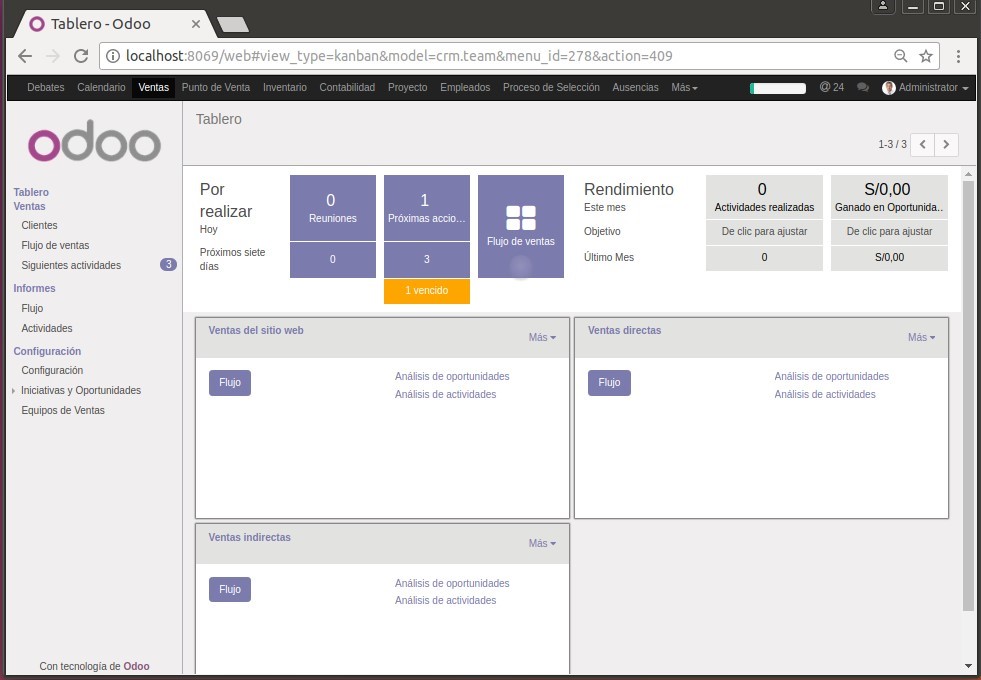 Tablero - Odoo
localhost:8069/web#view_type=kanban&model=crm.team&menu_id=278&action=409
Debates Calendario Ventas Punto de Venta Inventario Contabilidad Proyecto Empleados Proceso de Selección Ausencias Más @ 24 Administrator
odoo
Tablero
1-3 / 3
Tablero
Ventas
Clientes
Flujo de ventas
Siguientes actividades 3
Informes
Flujo
Actividades
Configuración
Configuración
Iniciativas y Oportunidades
Equipos de Ventas
Con tecnología de Odoo
Por realizar
Hoy
Próximos siete días
0
Reuniones
0
1
Próximas accio...
3
1 vencido
Flujo de ventas
Rendimiento
Este mes
Objetivo
Último Mes
0
Actividades realizadas
De clic para ajustar
0
S/0,00
Ganado en Oportunida..
De clic para ajustar
S/0,00
Ventas del sitio web
Más
Flujo
Análisis de oportunidades
Análisis de actividades
Ventas directas
Más
Flujo
Análisis de oportunidades
Análisis de actividades
Ventas indirectas
Más
Flujo
Análisis de oportunidades
Análisis de actividades